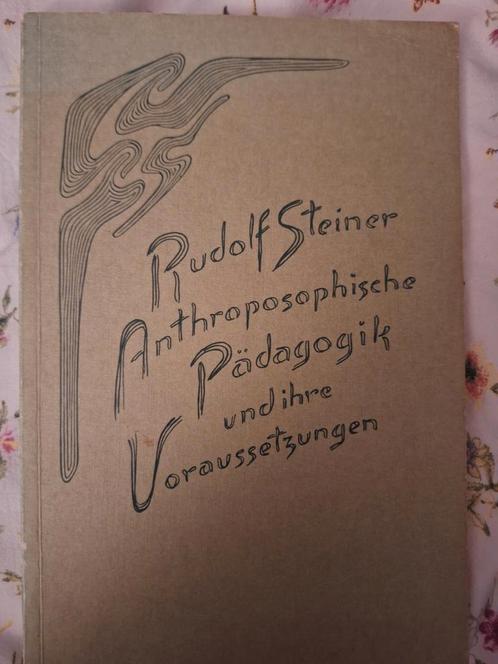 Rudolf Steiner
Anthroposophische
Pädagogik
und ihre
Voraussetzungen